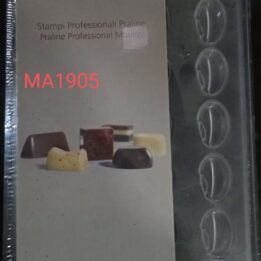 Stampi Professionali Praline
Praline Professional Moulds
MA1905